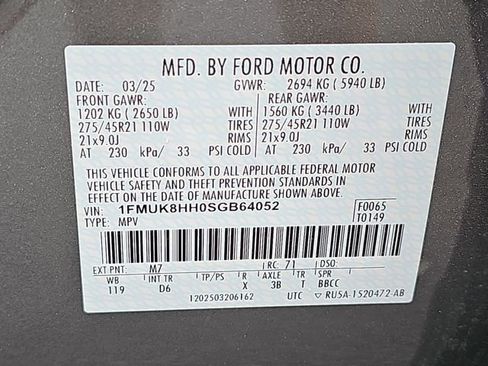 MFD. BY FORD MOTOR CO.
DATE: 03/25 GVWR: 2694 KG ( 5940 LB)
FRONT GAWR: REAR GAWR:
1202 KG ( 2650 LB) WITH 1560 KG ( 3440 LB) WITH
275/45R21 110W TIRES 275/45R21 110W TIRES
21x9.0J RIMS 21x9.0J RIMS
AT 230 kPa/ 33 PSI COLD AT 230 kPa/ 33 PSI COLD
THIS VEHICLE CONFORMS TO ALL APPLICABLE FEDERAL MOTOR
VEHICLE SAFETY AND THEFT PREVENTION STANDARDS IN
EFFECT ON THE DATE OF MANUFACTURE SHOWN ABOVE.
VIN: 1FMUK8HH0SGB64052 F0065
TYPE: MPV T0149
EXT PNT: M7 RC: 71 DSO:
WB INT TR TP/PS R AXLE TR SPR
119 D6 X 3B T BBCC
1202503206162 UTC ▽ RU5A-1520472-AB